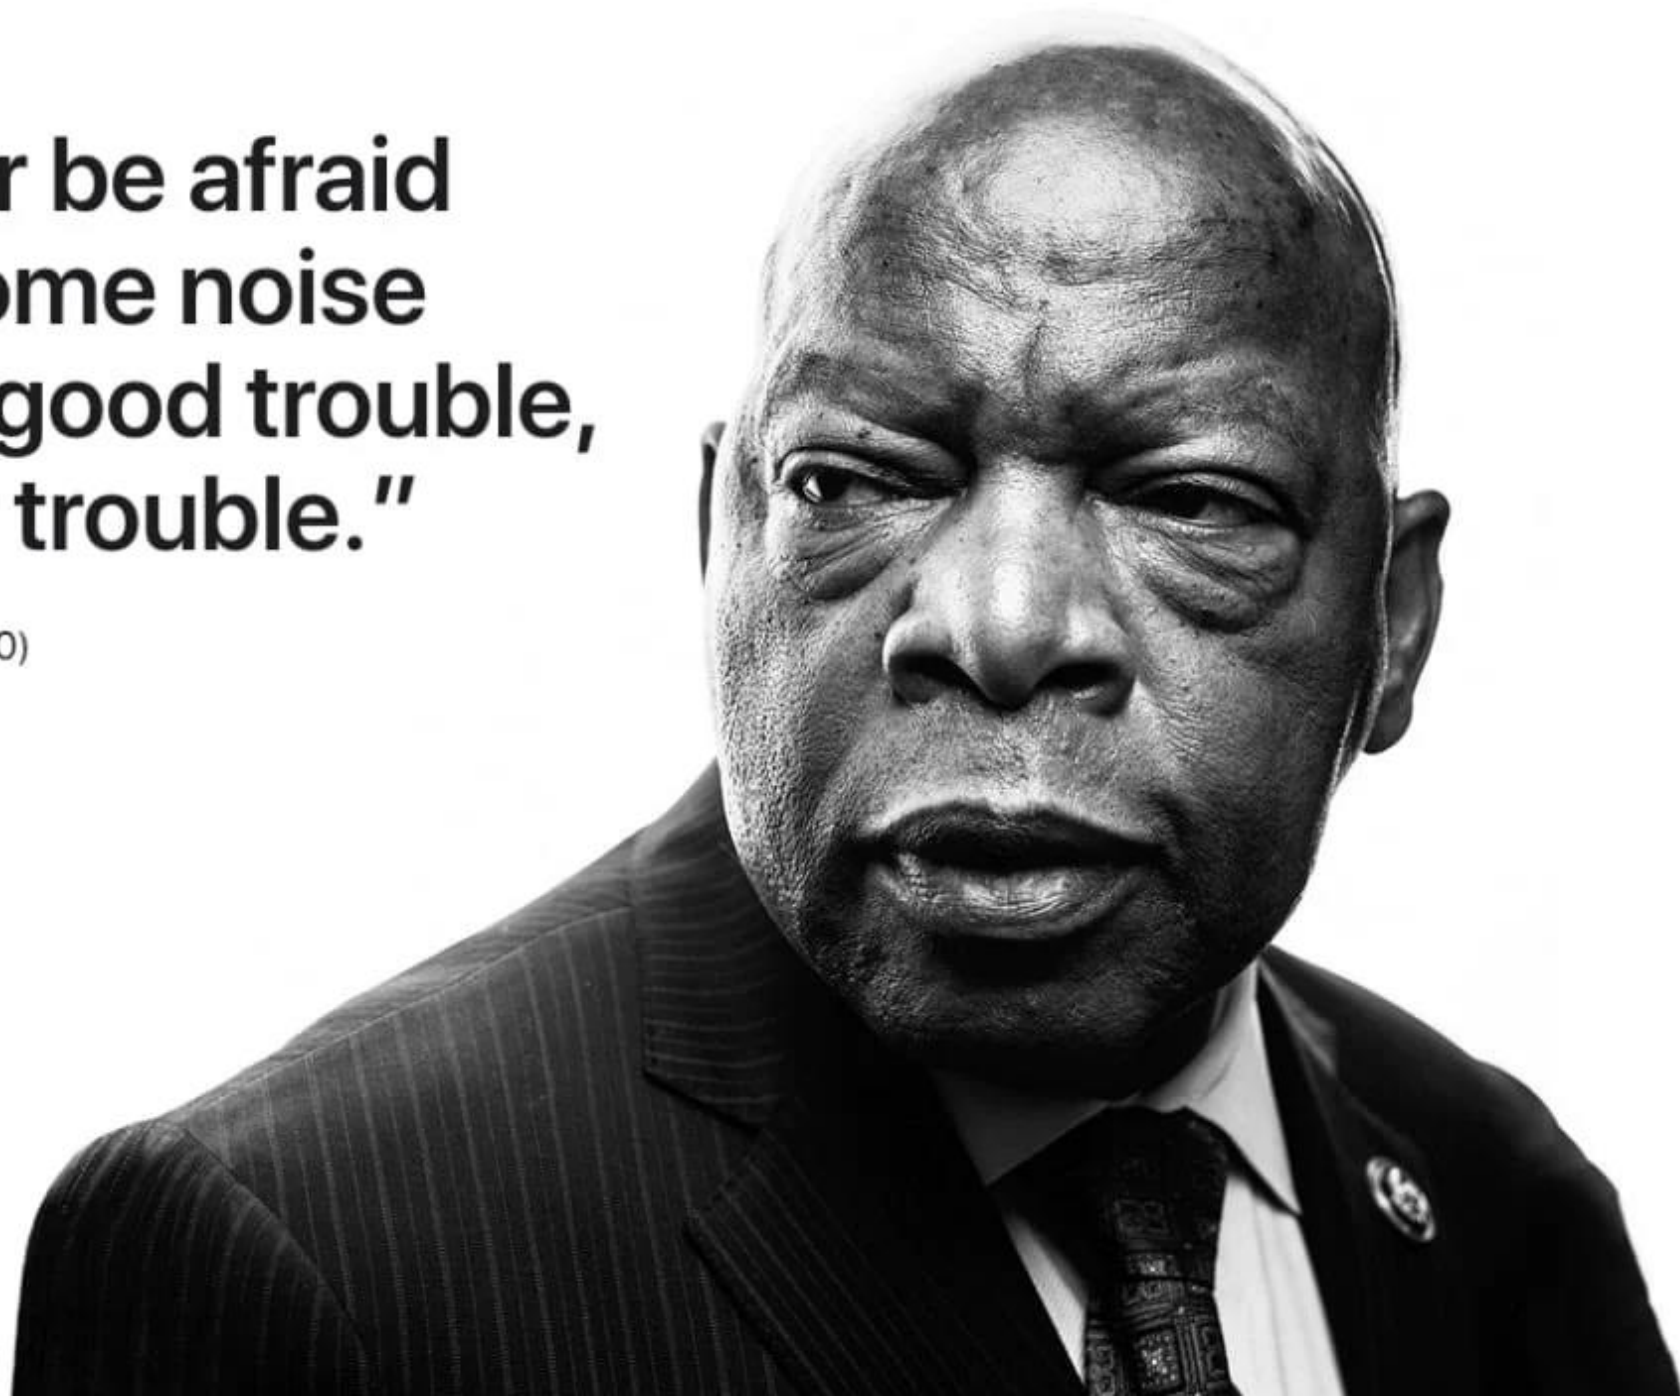 r be afraid
ome noise
good trouble,
trouble.”
0)